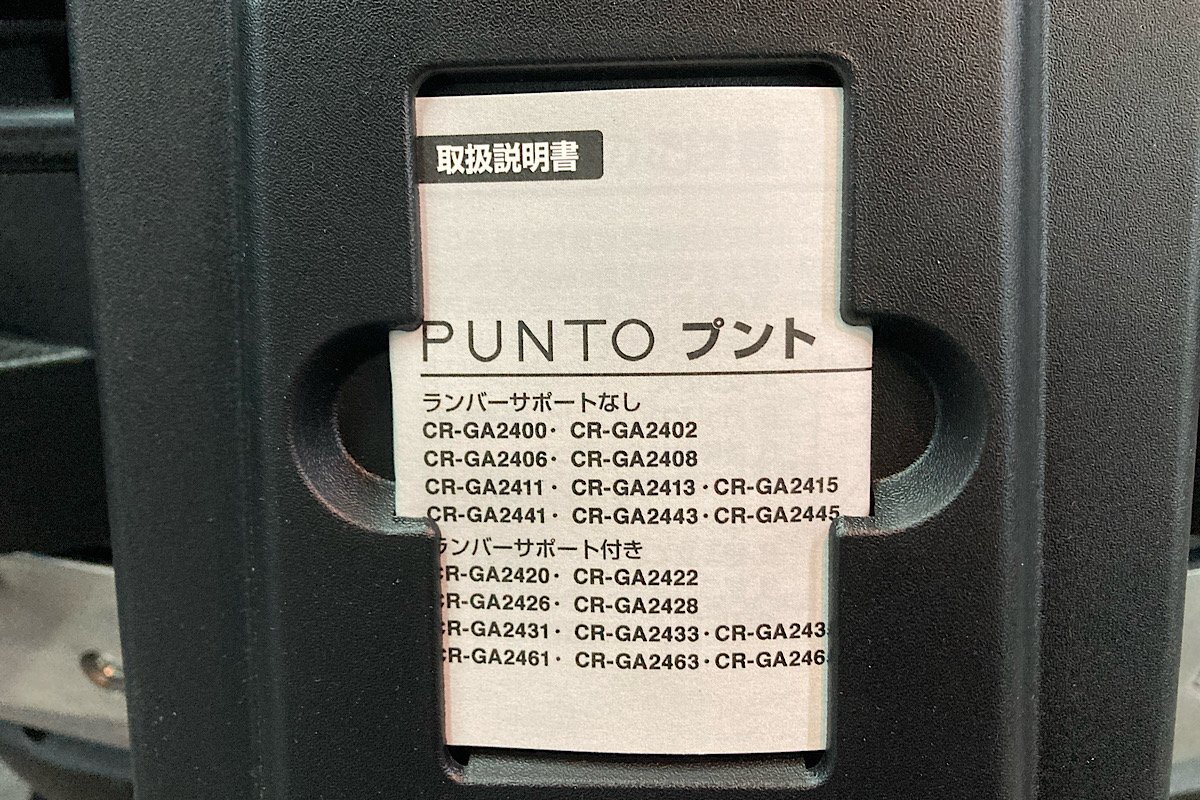 取扱説明書
PUNTO プント
ランバーサポートなし
CR-GA2400・ CR-GA2402
CR-GA2406・ CR-GA2408
CR-GA2411・ CR-GA2413・CR-GA2415
CR-GA2441・ CR-GA2443・CR-GA2445
ランバーサポート付き
CR-GA2420・ CR-GA2422
CR-GA2426・ CR-GA2428
CR-GA2431・ CR-GA2433・
CR-GA2461・ CR-GA2463・